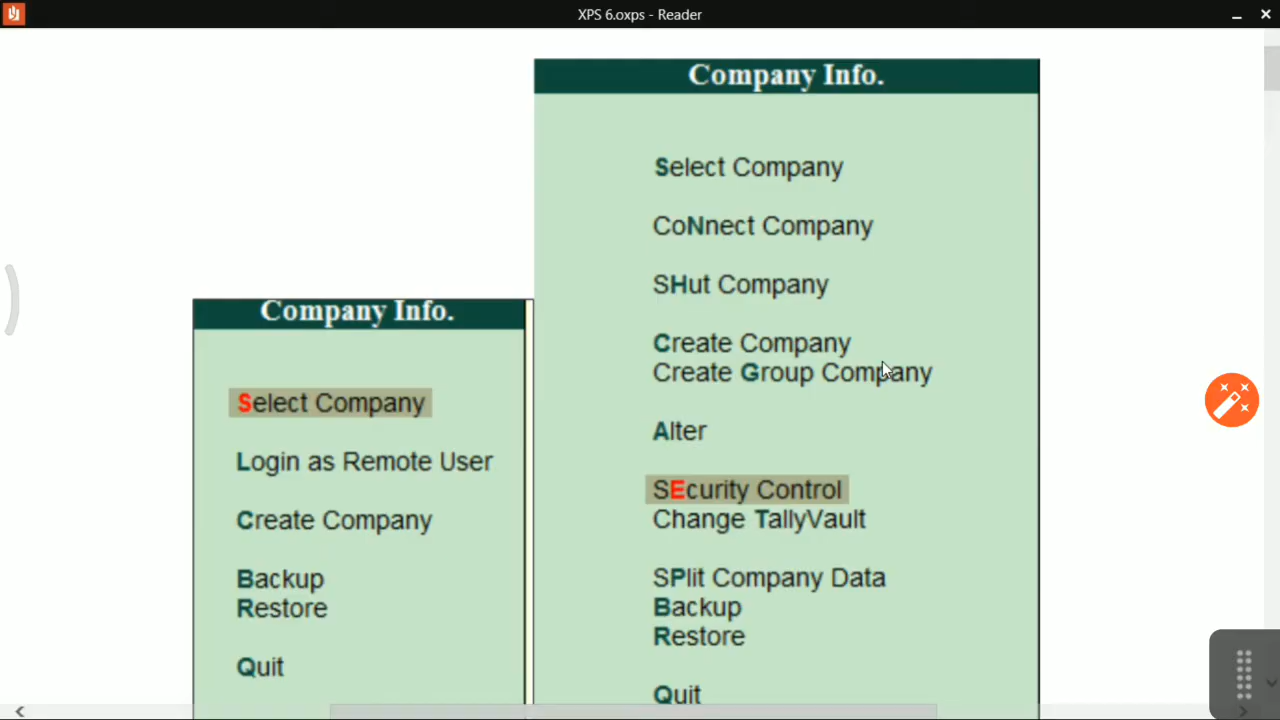 XPS 6.oxps - Reader
Company Info.
Select Company
Login as Remote User
Create Company
Backup
Restore
Quit
Company Info.
Select Company
CoNnect Company
SHut Company
Create Company
Create Group Company
Alter
SEcurity Control
Change TallyVault
SPlit Company Data
Backup
Restore
Quit